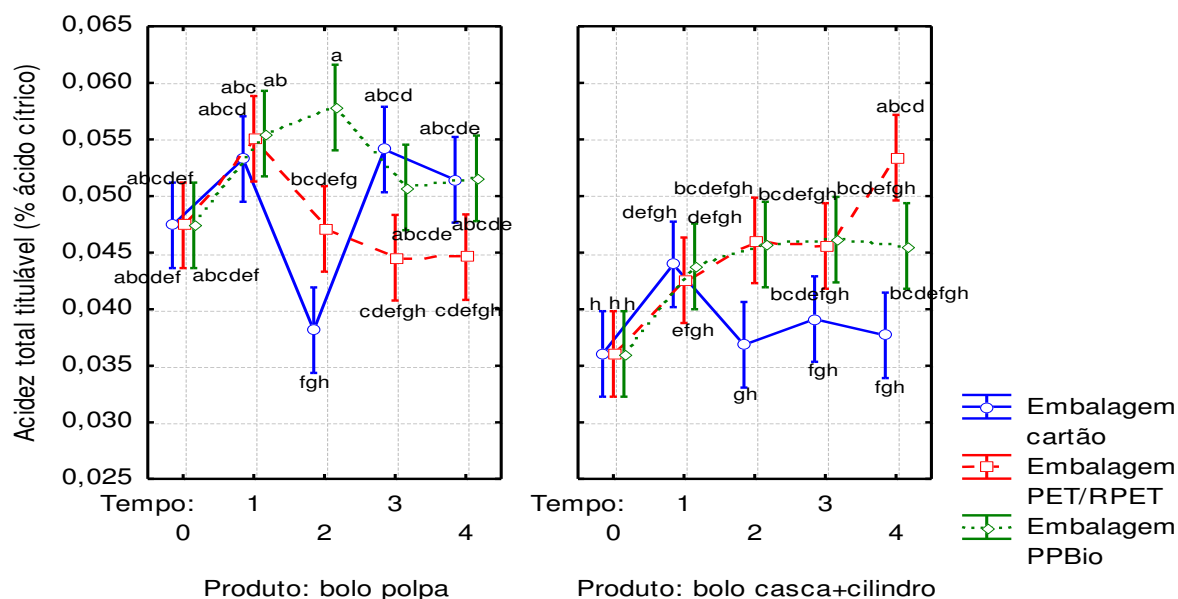 Acidez total titulável (% ácido cítrico)
0,065
0,060
0,055
0,050
0,045
0,040
0,035
0,030
0,025
abcdef
abcdef
abcdef
abcd
abc
ab
a
bcdefg
fgh
abcd
abcde
cdefgh
abcde
abcde
cdefgh
Tempo:
0
1
2
3
4
Produto: bolo polpa
h
h
h
defgh
defgh
efgh
bcdefgh
bcdefgh
gh
bcdefgh
bcdefgh
fgh
abcd
bcdefgh
fgh
Tempo:
0
1
2
3
4
Produto: bolo casca+cilindro
Embalagem
cartão
Embalagem
PET/RPET
Embalagem
PPBio